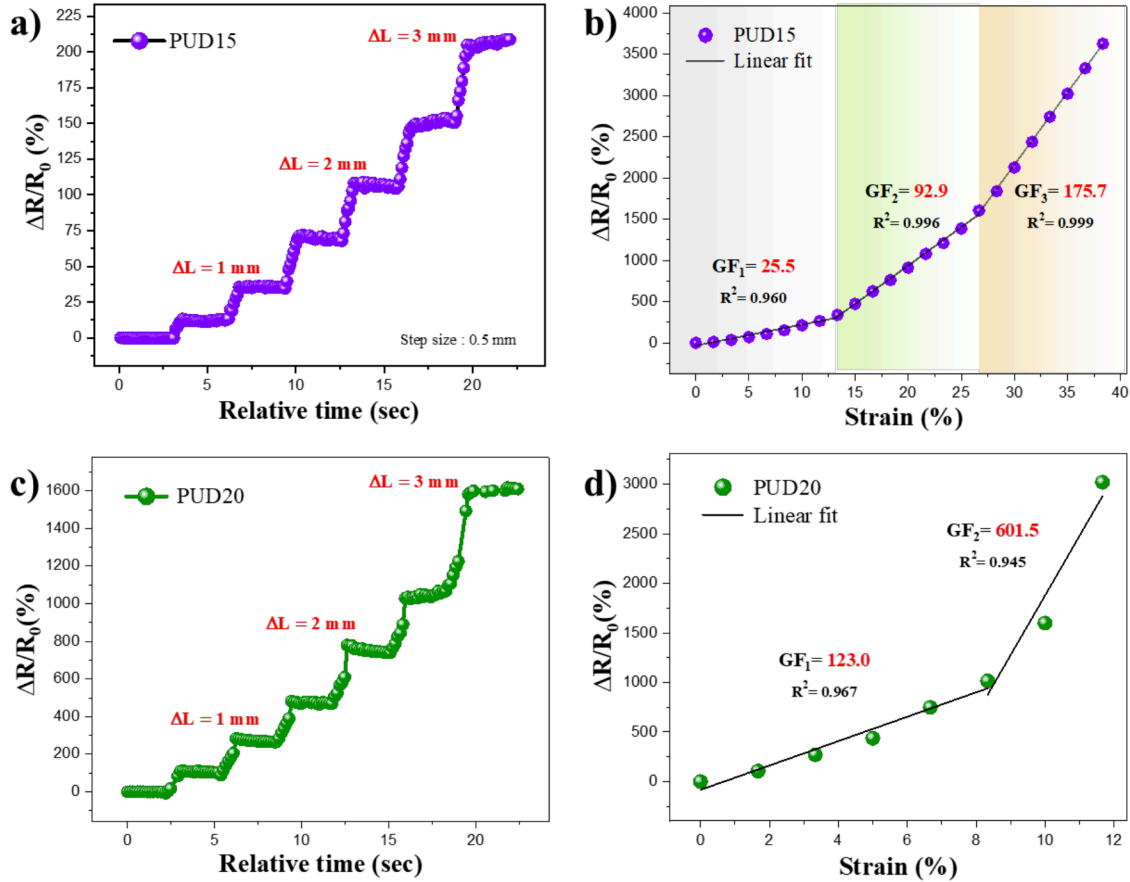 a)
PUD15
ΔL = 1 mm
ΔL = 2 mm
ΔL = 3 mm
Step size : 0.5 mm
225
200
175
150
125
100
75
50
25
0
0 5 10 15 20
ΔR/R0 (%)
Relative time (sec)
b)
PUD15
Linear fit
GF1= 25.5
R2= 0.960
GF2= 92.9
R2= 0.996
GF3= 175.7
R2= 0.999
4000
3500
3000
2500
2000
1500
1000
500
0
0 5 10 15 20 25 30 35 40
ΔR/R0 (%)
Strain (%)
c)
PUD20
ΔL = 1 mm
ΔL = 2 mm
ΔL = 3 mm
1600
1400
1200
1000
800
600
400
200
0
0 5 10 15 20
ΔR/R0(%)
Relative time (sec)
d)
PUD20
Linear fit
GF1= 123.0
R2= 0.967
GF2= 601.5
R2= 0.945
3000
2500
2000
1500
1000
500
0
0 2 4 6 8 10 12
ΔR/R0 (%)
Strain (%)